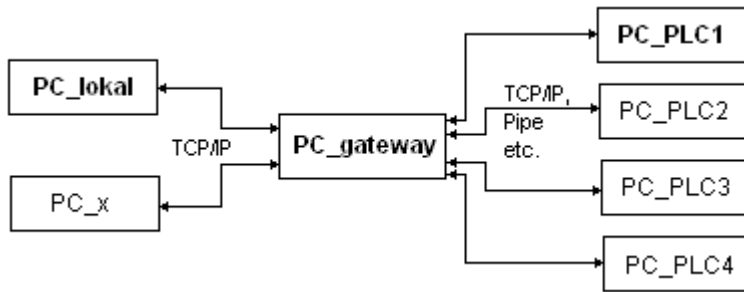 PC_PLC1
PC_lokal
TCP/IP,
Pipe
etc.
PC_PLC2
TCP/IP
PC_gateway
PC_x
PC_PLC3
PC_PLC4